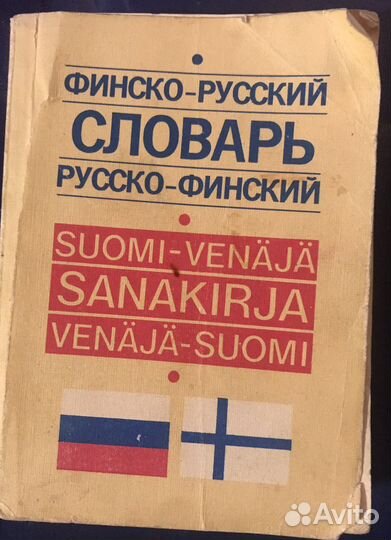 ФИНСКО-РУССКИЙ
СЛОВАРЬ
РУССКО-ФИНСКИЙ
SUOMI-VENÄJÄ
SANAKIRJA
VENÄJÄ-SUOMI
Avito